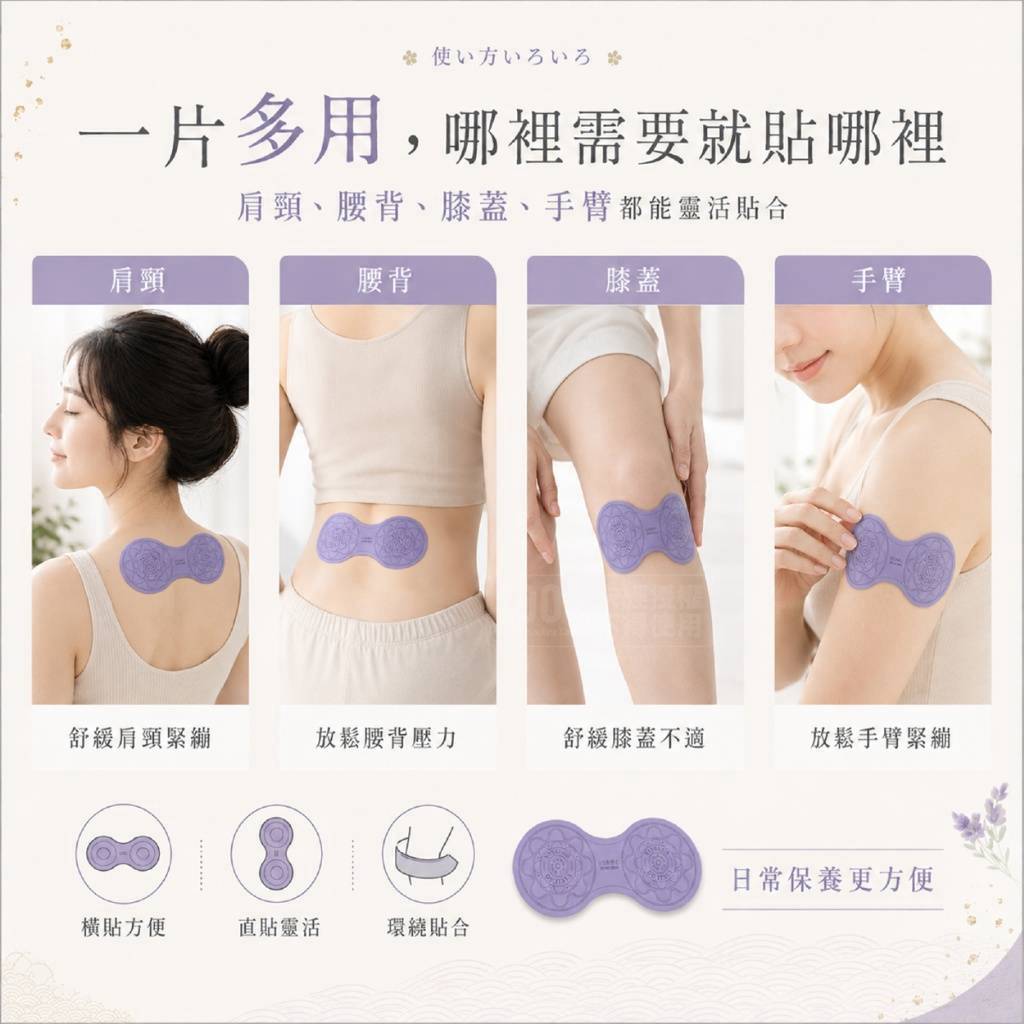 使い方いろいろ
一片多用，哪裡需要就貼哪裡
肩頸、腰背、膝蓋、手臂都能靈活貼合
肩頸
腰背
膝蓋
手臂
舒緩肩頸緊繃
放鬆腰背壓力
舒緩膝蓋不適
放鬆手臂緊繃
橫貼方便
直貼靈活
環繞貼合
日常保養更方便